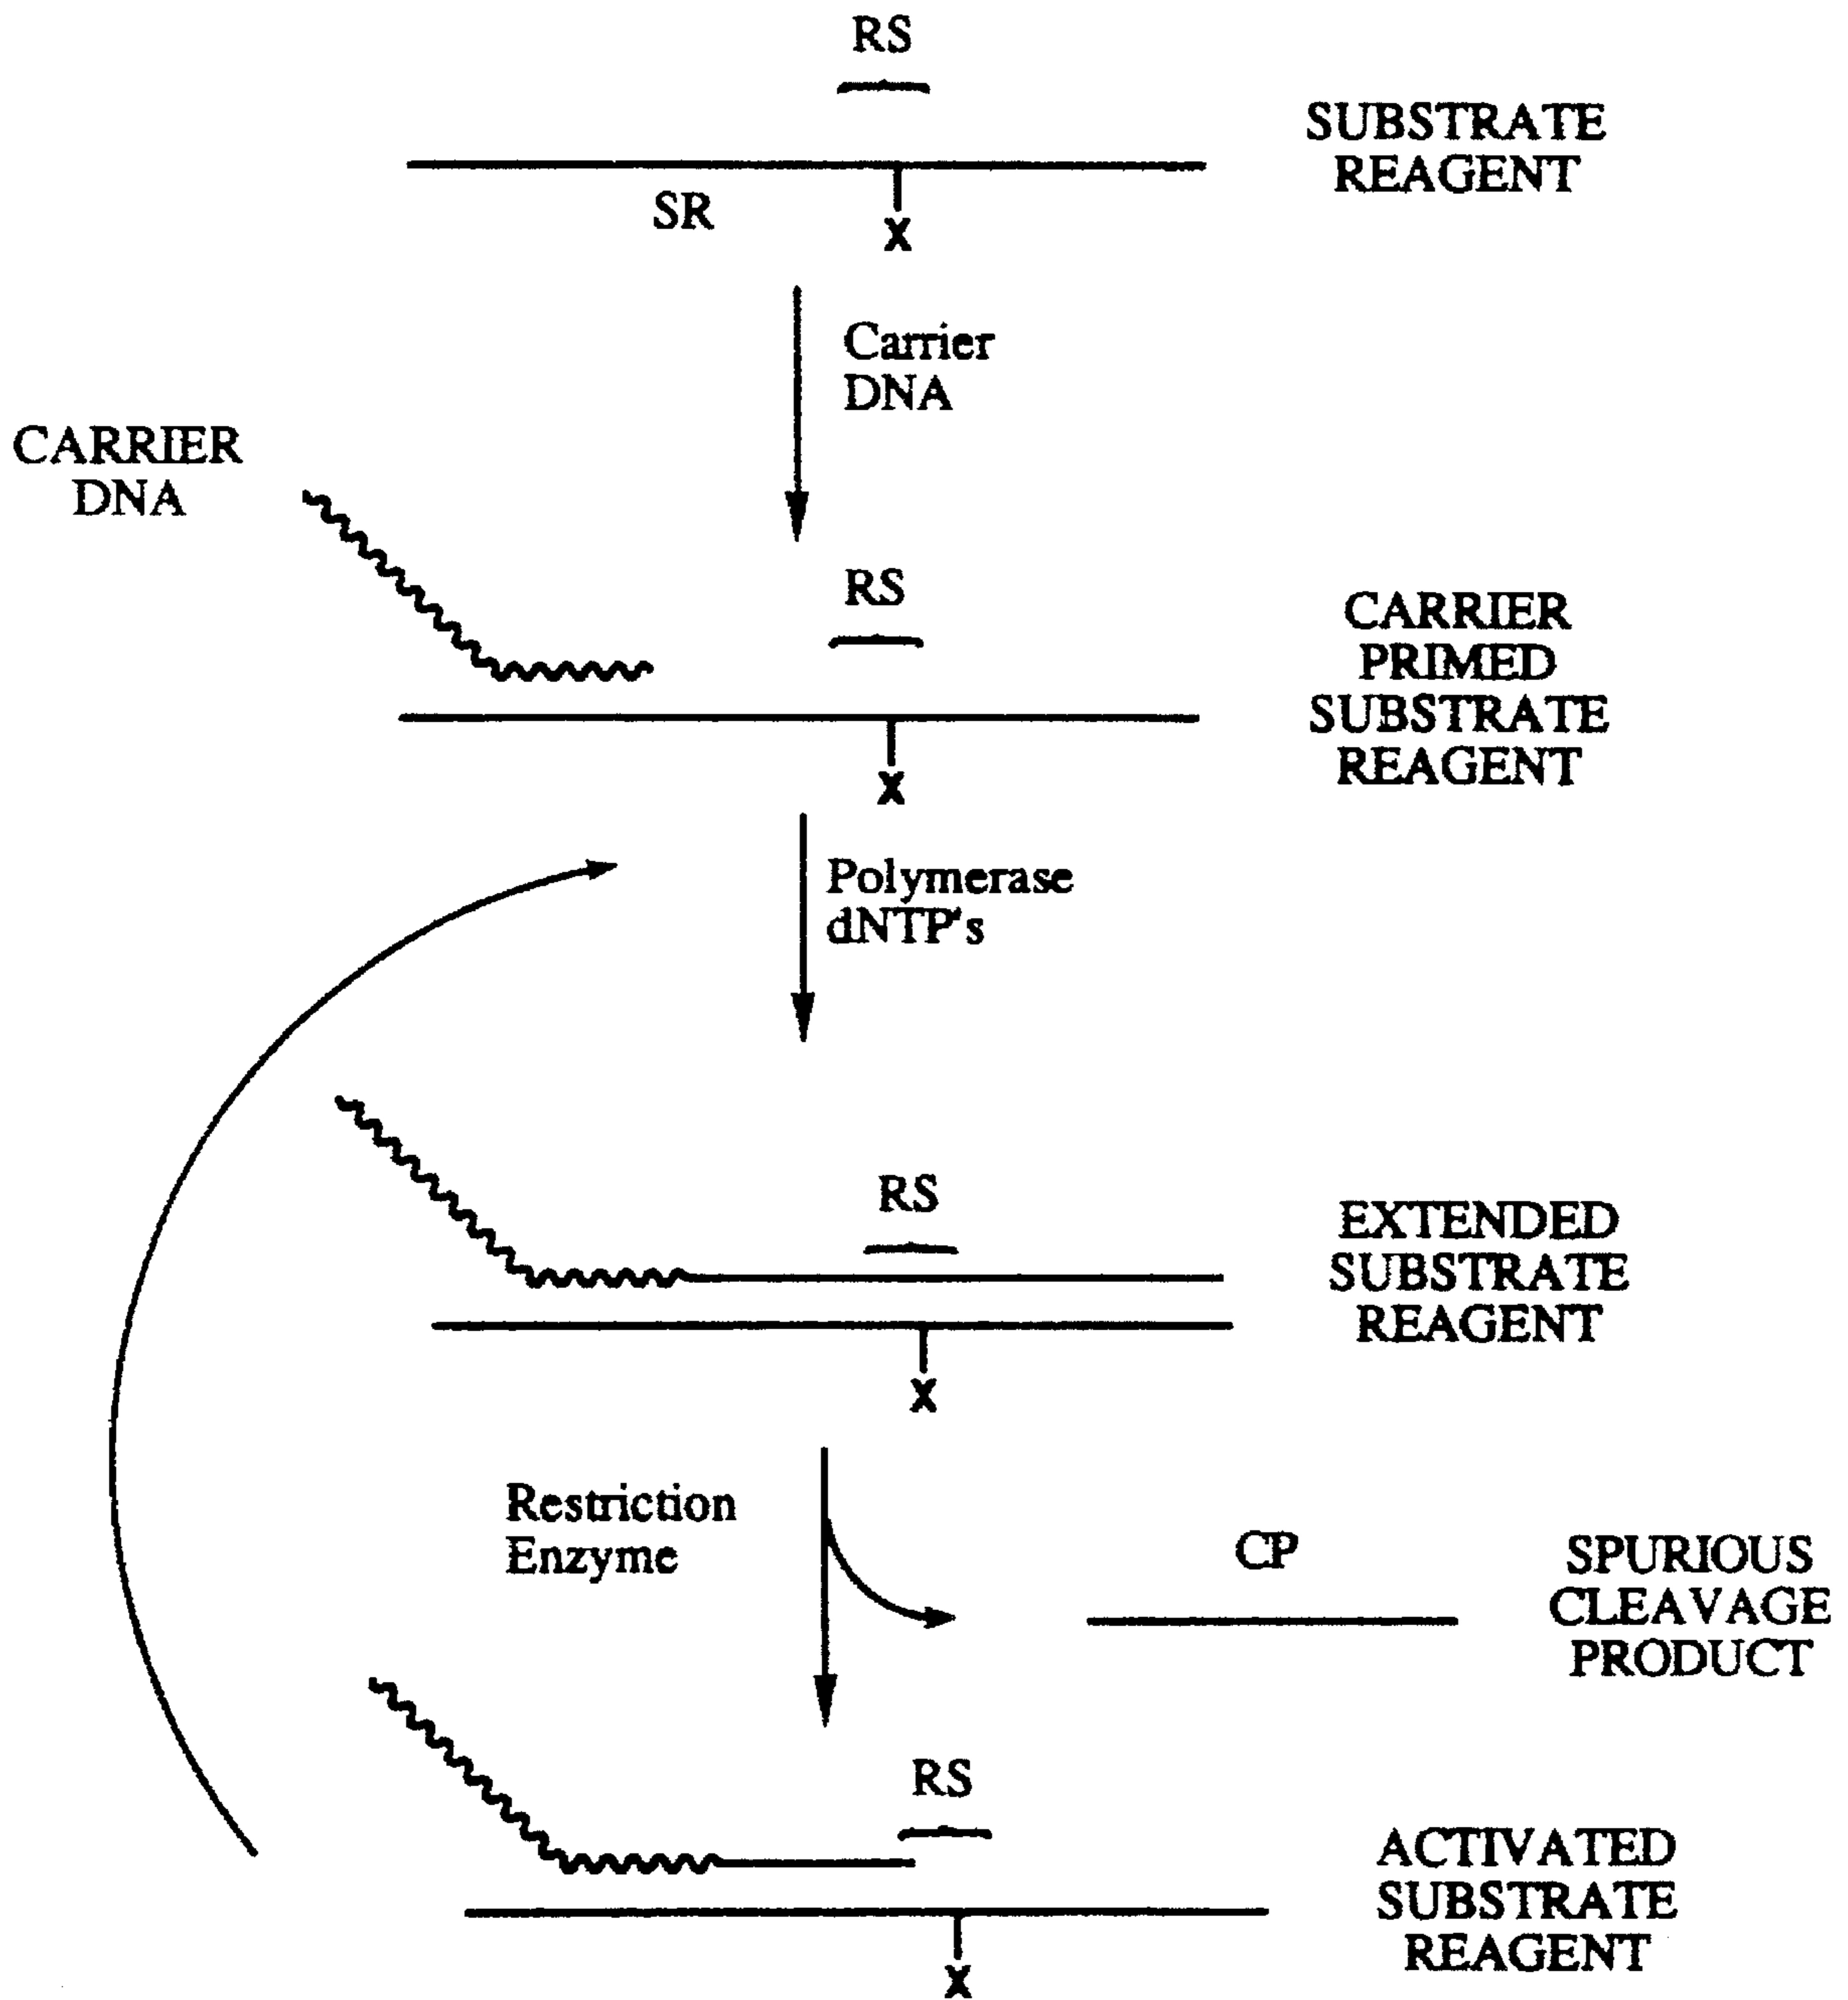 RS
SUBSTRATE
REAGENT
SR
X
Carrier
DNA
CARRIER
DNA
RS
CARRIER
PRIMED
SUBSTRATE
REAGENT
X
Polymerase
dNTP's
RS
EXTENDED
SUBSTRATE
REAGENT
X
Restriction
Enzyme
CP
SPURIOUS
CLEAVAGE
PRODUCT
RS
ACTIVATED
SUBSTRATE
REAGENT
X